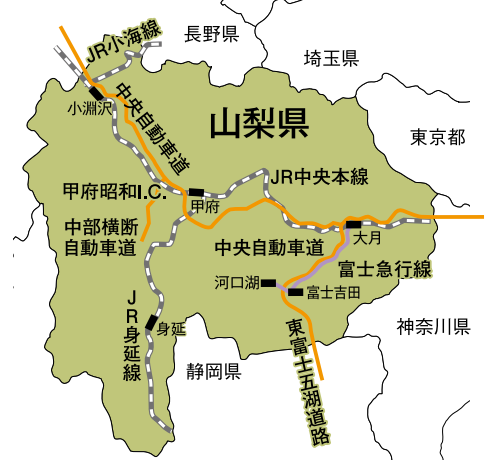 JR小海線
長野県
埼玉県
小淵沢
中央自動車道
山梨県
東京都
甲府昭和I.C.
甲府
JR中央本線
中部横断
自動車道
中央自動車道
大月
富士急行線
河口湖
富士吉田
JR身延線
身延
東富士五湖道路
神奈川県
静岡県